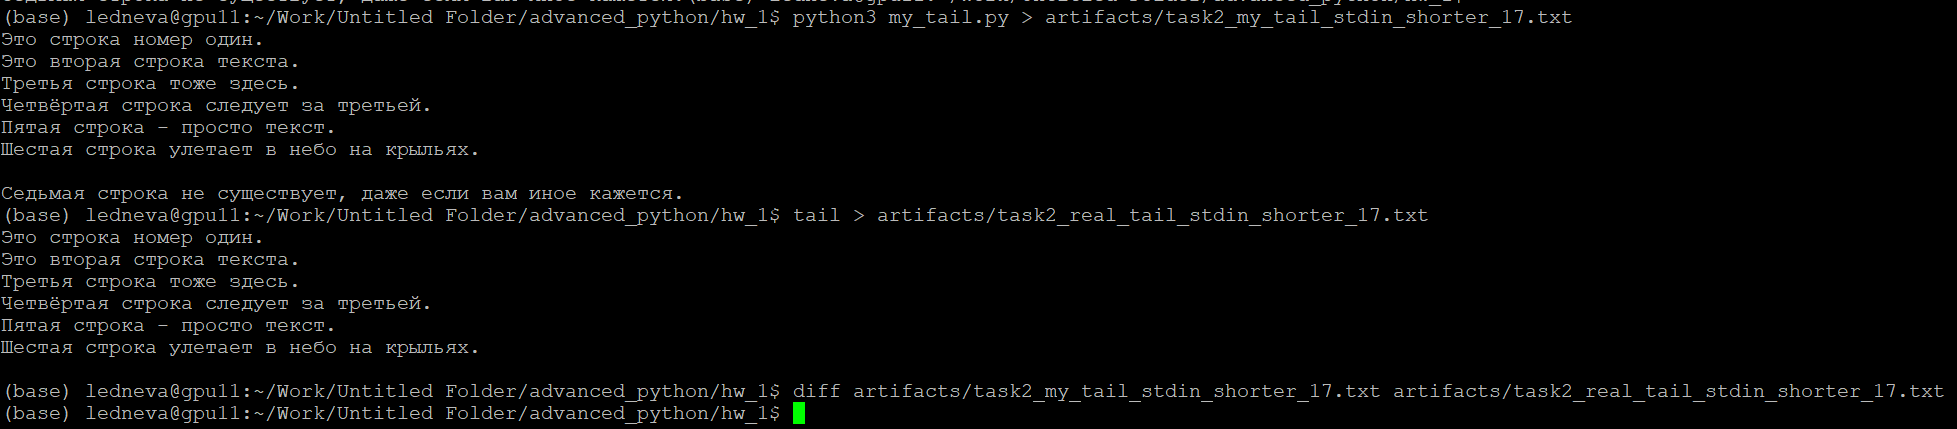 (base) ledneva@gpu11:~/Work/Untitled Folder/advanced_python/hw_1$ python3 my_tail.py > artifacts/task2_my_tail_stdin_shorter_17.txt
Это строка номер один.
Это вторая строка текста.
Третья строка тоже здесь.
Четвёртая строка следует за третьей.
Пятая строка – просто текст.
Шестая строка улетает в небо на крыльях.
Седьмая строка не существует, даже если вам иное кажется.
(base) ledneva@gpu11:~/Work/Untitled Folder/advanced_python/hw_1$ tail > artifacts/task2_real_tail_stdin_shorter_17.txt
Это строка номер один.
Это вторая строка текста.
Третья строка тоже здесь.
Четвёртая строка следует за третьей.
Пятая строка – просто текст.
Шестая строка улетает в небо на крыльях.
(base) ledneva@gpu11:~/Work/Untitled Folder/advanced_python/hw_1$ diff artifacts/task2_my_tail_stdin_shorter_17.txt artifacts/task2_real_tail_stdin_shorter_17.txt
(base) ledneva@gpu11:~/Work/Untitled Folder/advanced_python/hw_1$